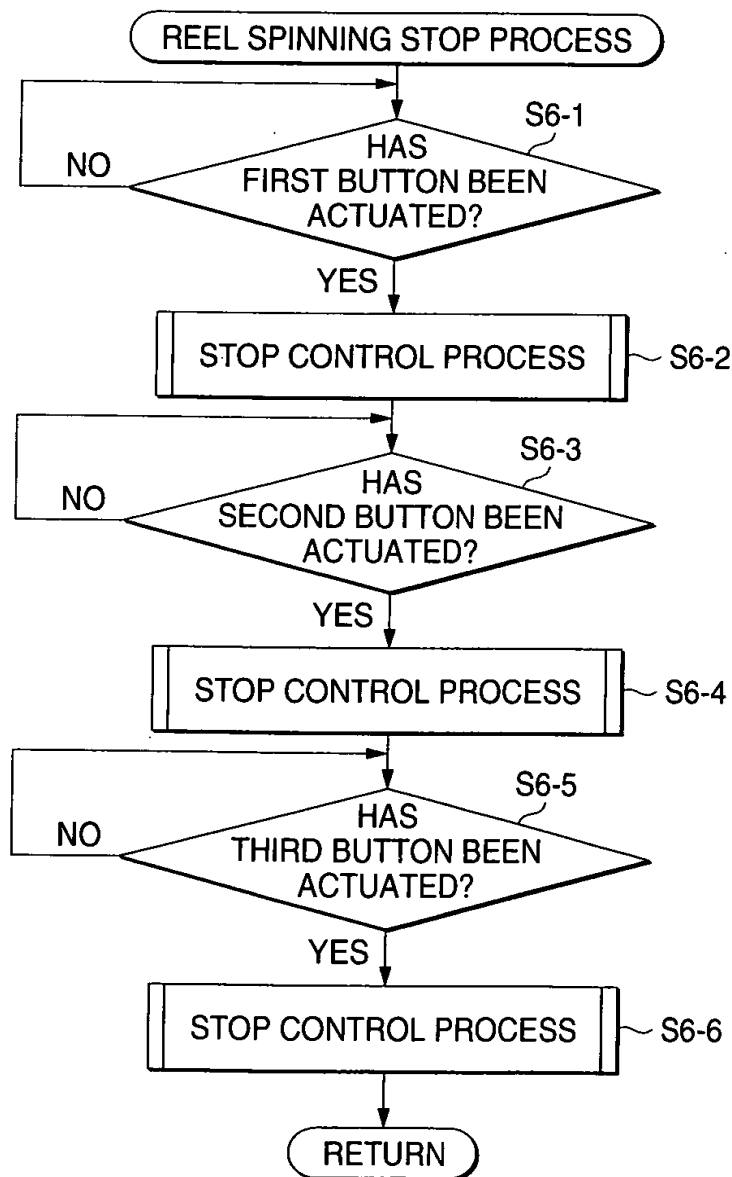 REEL SPINNING STOP PROCESS
S6-1
HAS
FIRST BUTTON BEEN
ACTUATED?
NO
YES
STOP CONTROL PROCESS
S6-2
S6-3
HAS
SECOND BUTTON BEEN
ACTUATED?
NO
YES
STOP CONTROL PROCESS
S6-4
S6-5
HAS
THIRD BUTTON BEEN
ACTUATED?
NO
YES
STOP CONTROL PROCESS
S6-6
RETURN